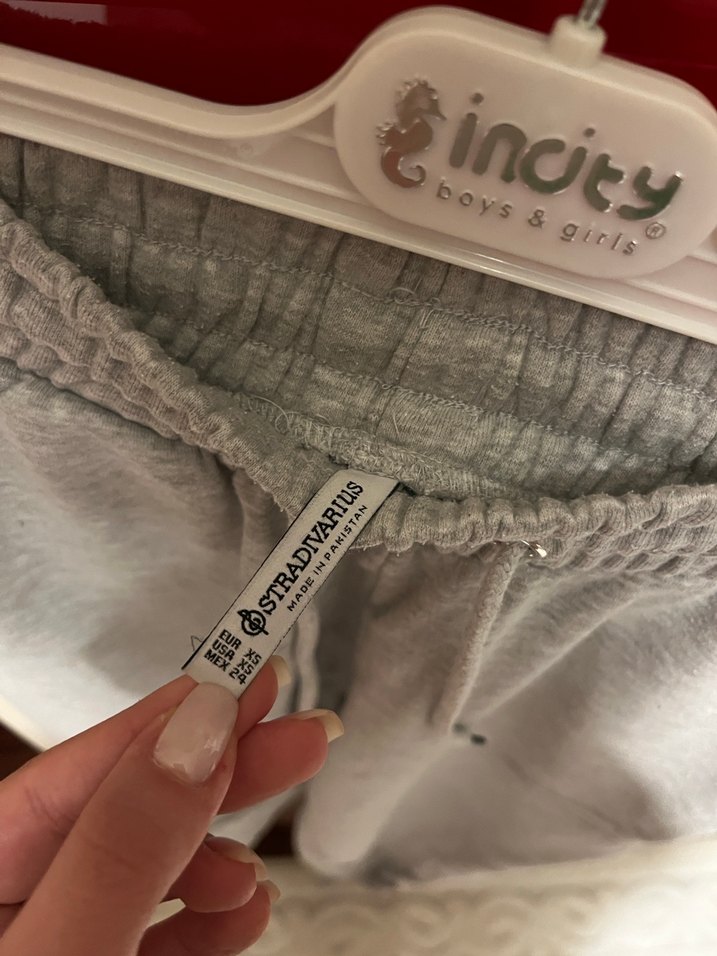 incity®
boys & girls
STRADIVARIUS
MADE IN PAKISTAN
EUR XS
USA XS
MEX 24